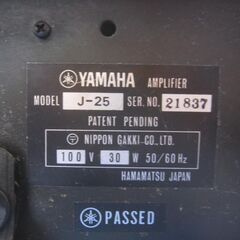 YAMAHA AMPLIFIER
MODEL J-25 SER. NO. 21837
PATENT PENDING
NIPPON GAKKI CO., LTD.
100 V 30 W 50/60Hz
HAMAMATSU JAPAN
PASSED